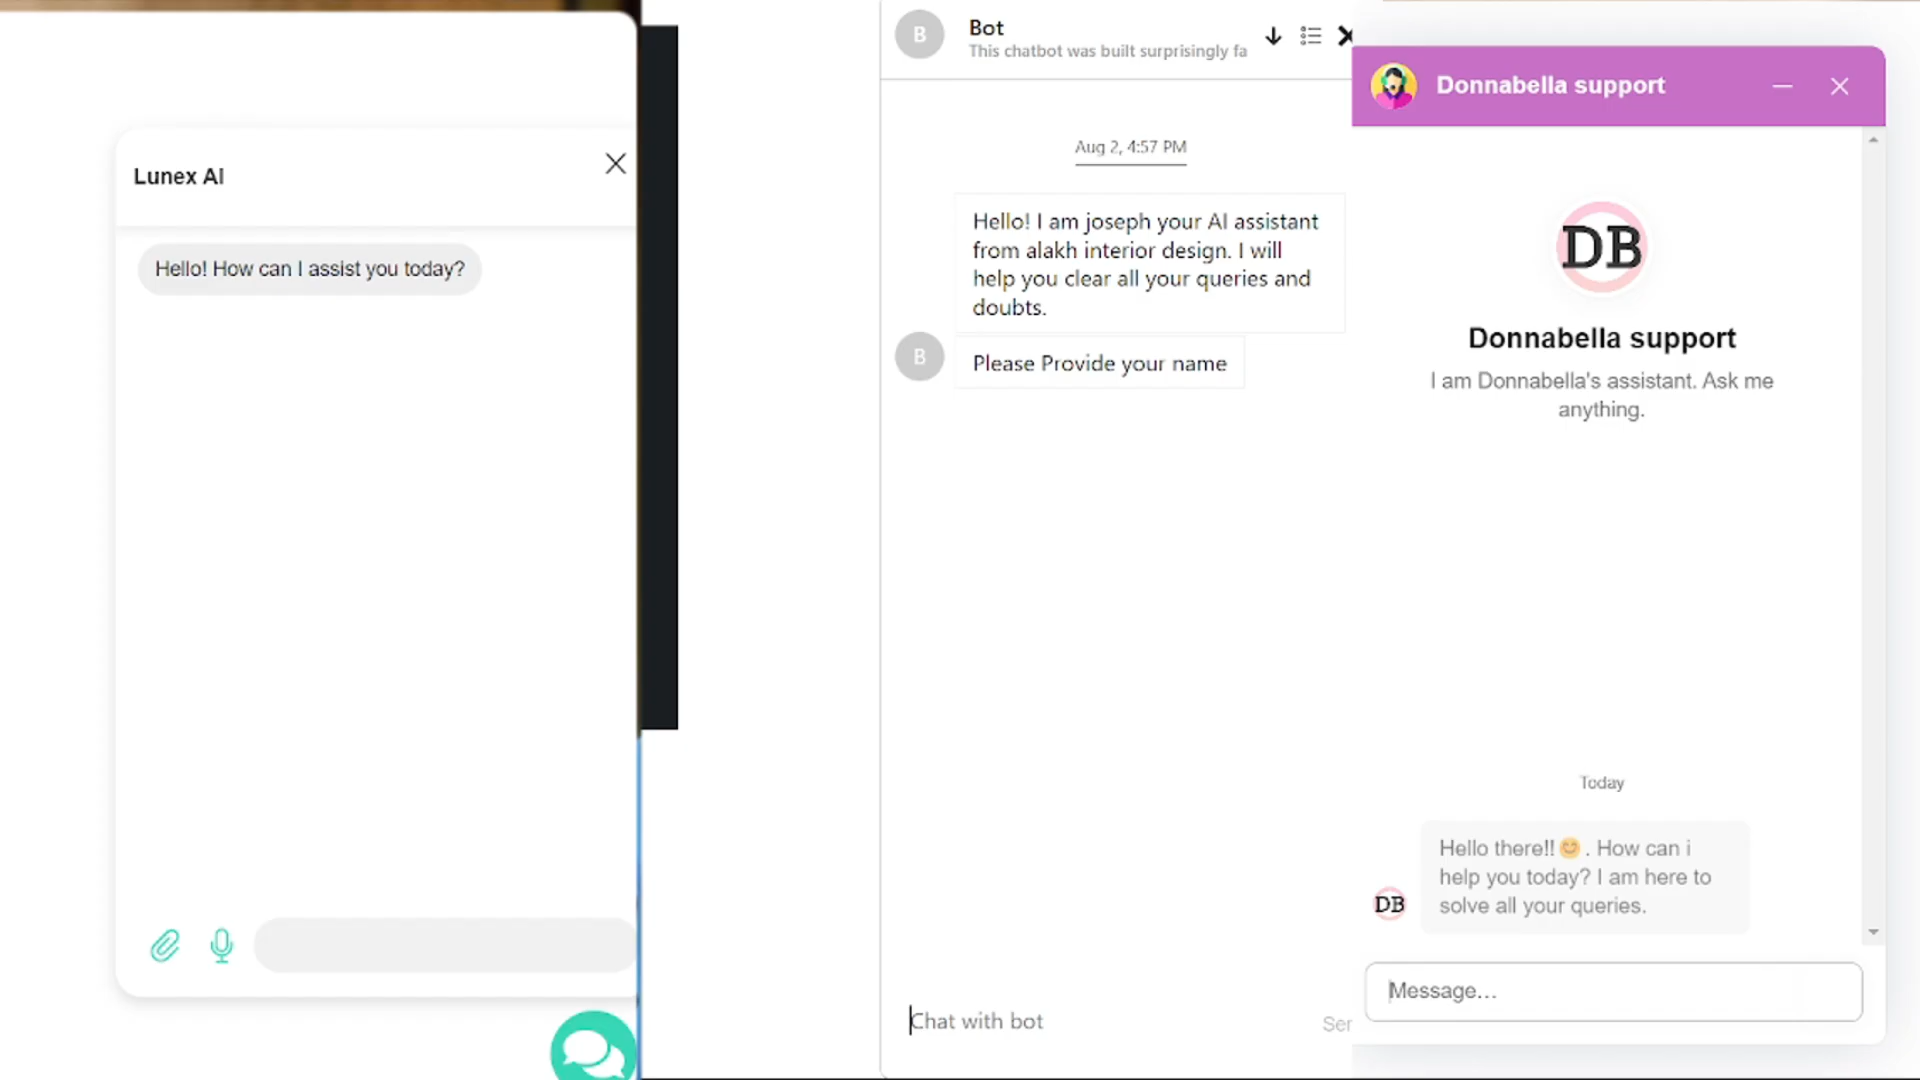 Lunex AI
Hello! How can I assist you today?
B
Bot
This chatbot was built surprisingly fa
Aug 2, 4:57 PM
Hello! I am joseph your AI assistant
from alakh interior design. I will
help you clear all your queries and
doubts.
B
Please Provide your name
Chat with bot
Ser
Donnabella support
DB
Donnabella support
I am Donnabella's assistant. Ask me
anything.
Today
Hello there!!😊. How can i
help you today? I am here to
solve all your queries.
DB
Message...